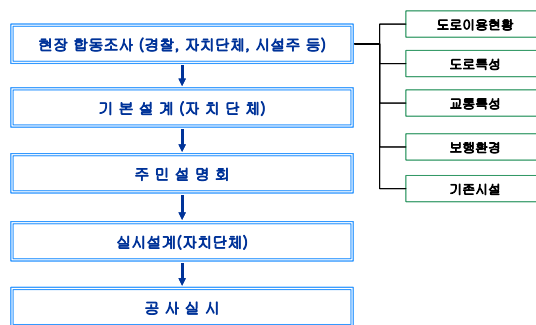 현장 합동조사 (경찰, 자치단체, 시설주 등)
기 본 설 계 (자 치 단 체)
주 민 설 명 회
실시설계(자치단체)
공 사 실 시
도로이용현황
도로특성
교통특성
보행환경
기존시설